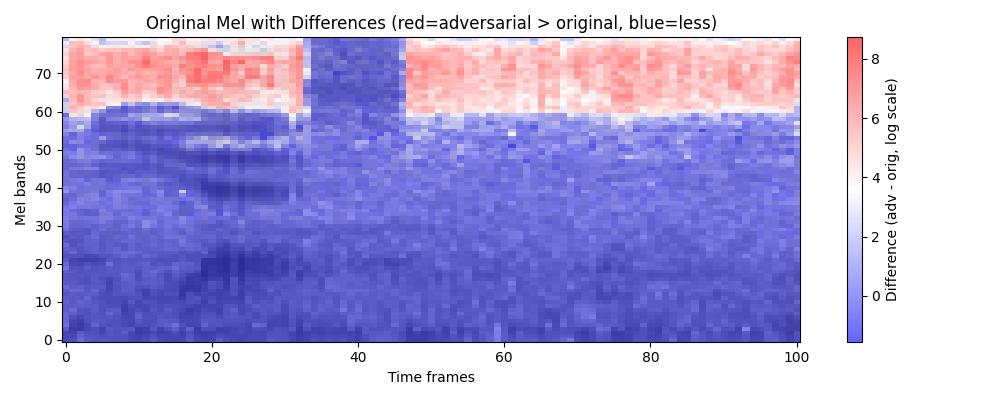 Original Mel with Differences (red=adversarial > original, blue=less)
Mel bands
70
60
50
40
30
20
10
0
0 20 40 60 80 100
Time frames
8
6
4
2
0
Difference (adv - orig, log scale)